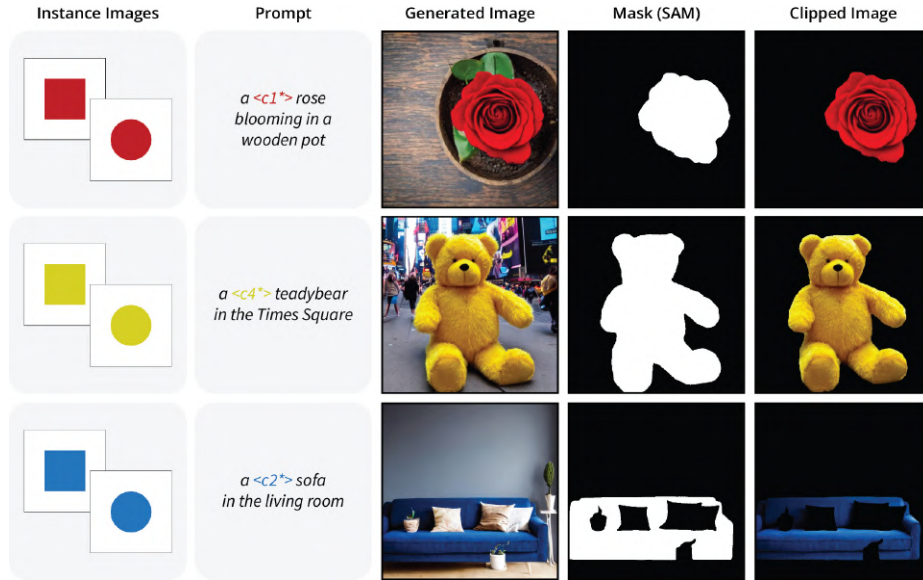 Instance Images Prompt Generated Image Mask (SAM) Clipped Image
a <c1*> rose
blooming in a
wooden pot
a <c4*> teadybear
in the Times Square
a <c2*> sofa
in the living room